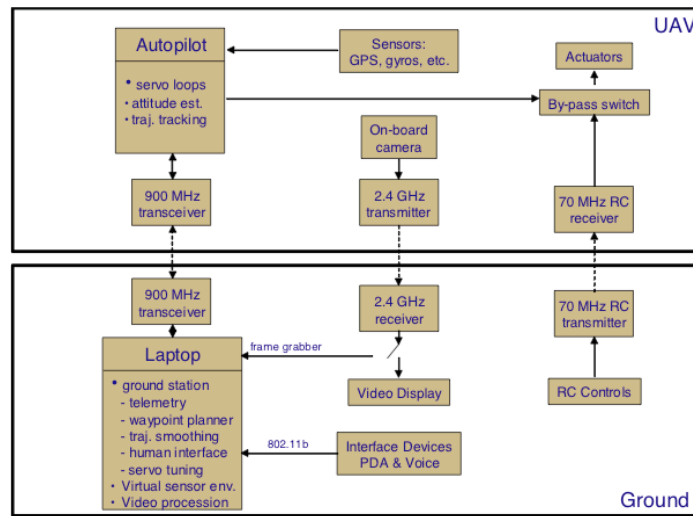 UAV
Autopilot
• servo loops
• attitude est.
• traj. tracking
Sensors:
GPS, gyros, etc.
Actuators
By-pass switch
On-board
camera
900 MHz
transceiver
2.4 GHz
transmitter
70 MHz RC
receiver
900 MHz
transceiver
2.4 GHz
receiver
70 MHz RC
transmitter
Laptop
• ground station
- telemetry
- waypoint planner
- traj. smoothing
- human interface
- servo tuning
• Virtual sensor env.
• Video procession
frame grabber
Video Display
RC Controls
802.11b
Interface Devices
PDA & Voice
Ground